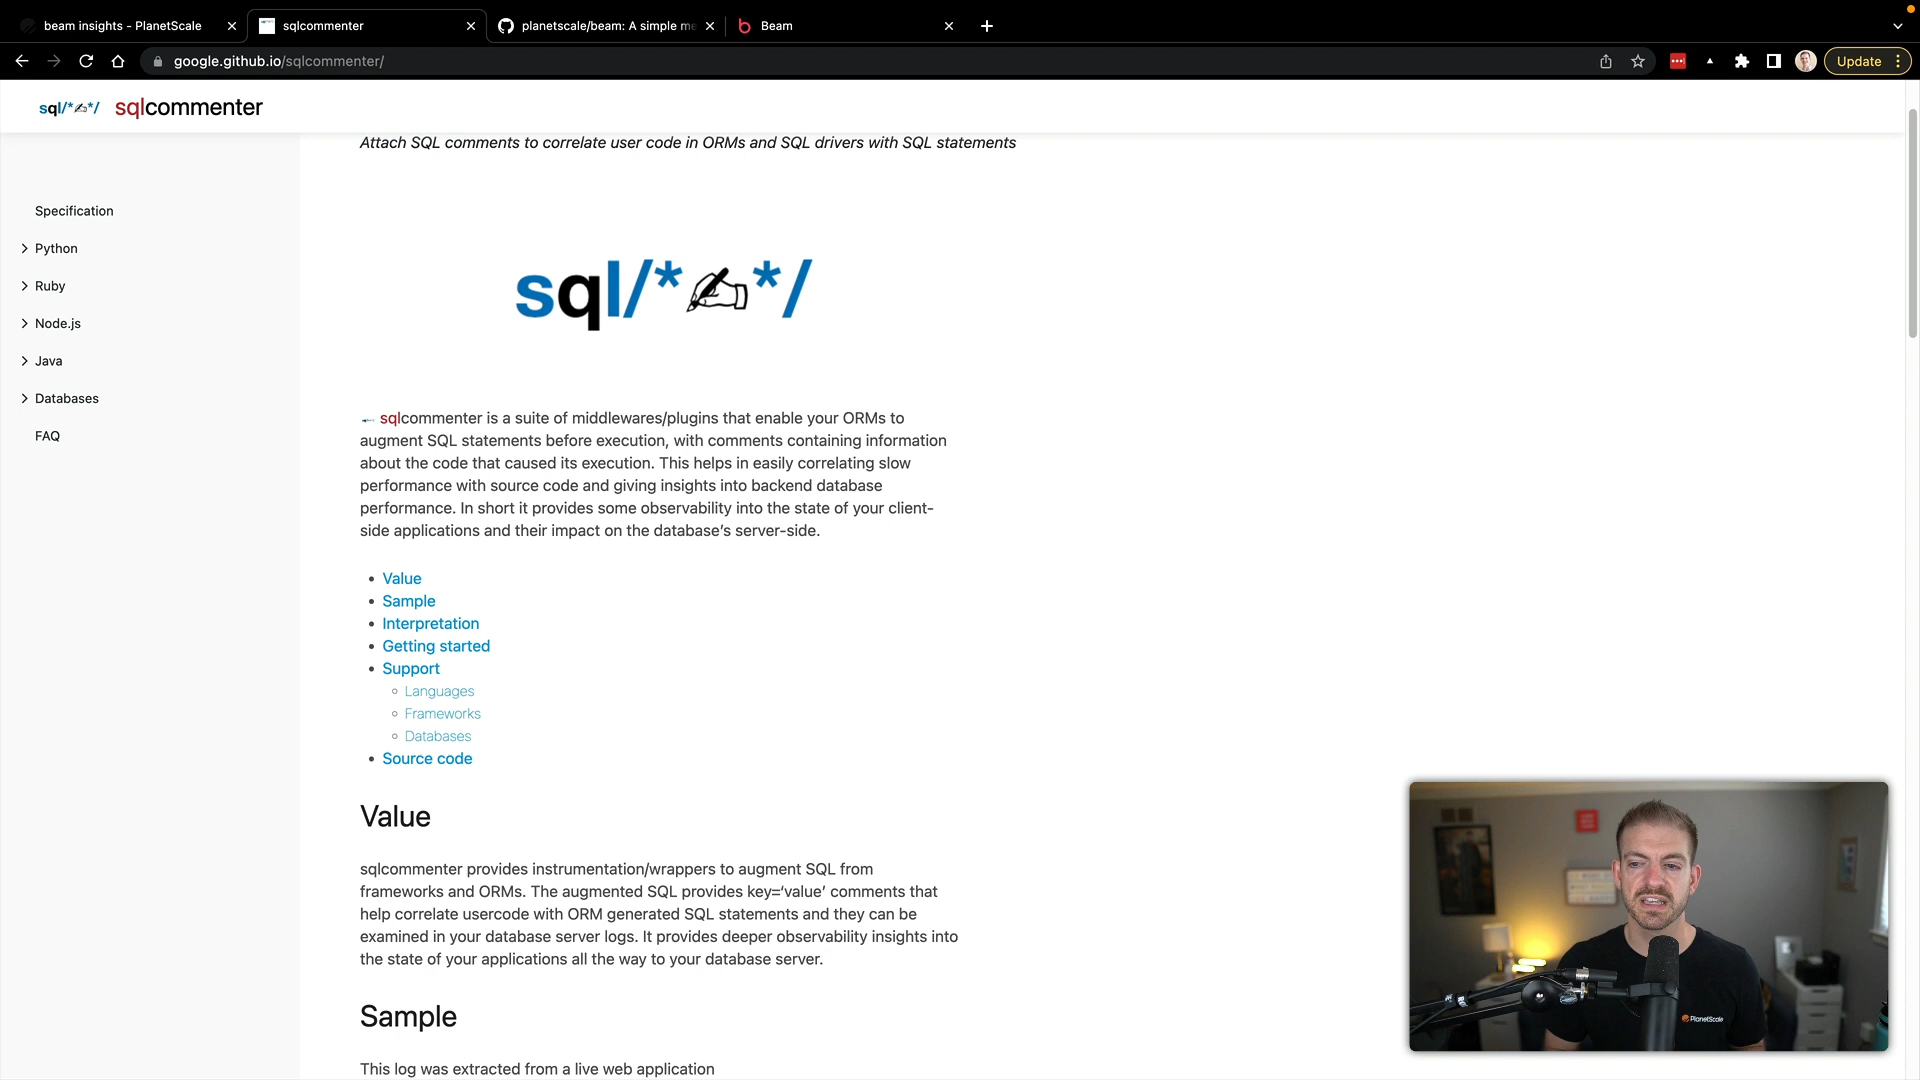 beam insights - PlanetScale
sqlcommenter
planetscale/beam: A simple me
Beam
google.github.io/sqlcommenter/
Update
sql/*✍*/ sqlcommenter
Attach SQL comments to correlate user code in ORMs and SQL drivers with SQL statements
Specification
Python
Ruby
Node.js
Java
Databases
FAQ
sql/*✍*/
sqlcommenter is a suite of middlewares/plugins that enable your ORMs to
augment SQL statements before execution, with comments containing information
about the code that caused its execution. This helps in easily correlating slow
performance with source code and giving insights into backend database
performance. In short it provides some observability into the state of your client-
side applications and their impact on the database’s server-side.
Value
Sample
Interpretation
Getting started
Support
Languages
Frameworks
Databases
Source code
Value
sqlcommenter provides instrumentation/wrappers to augment SQL from
frameworks and ORMs. The augmented SQL provides key=‘value’ comments that
help correlate usercode with ORM generated SQL statements and they can be
examined in your database server logs. It provides deeper observability insights into
the state of your applications all the way to your database server.
Sample
This log was extracted from a live web application
PlanetScale